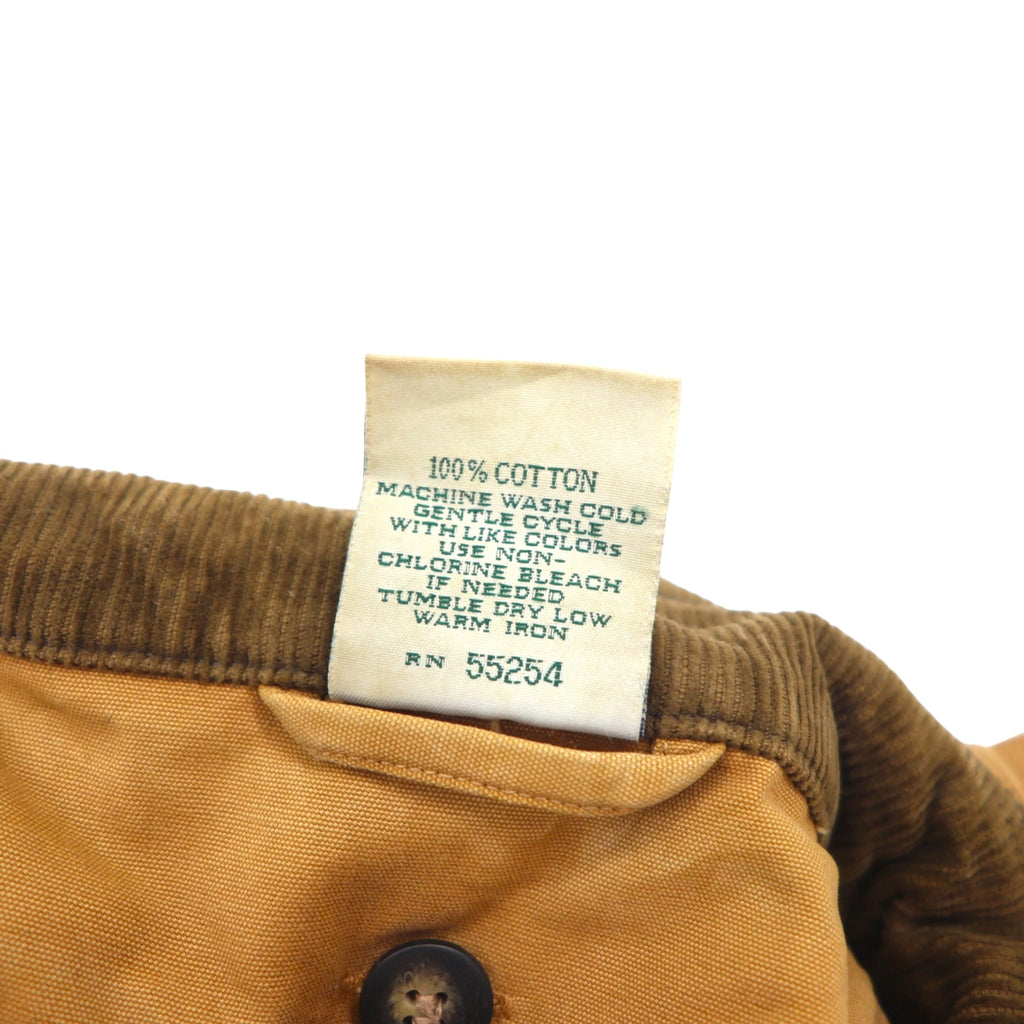 100% COTTON
MACHINE WASH COLD
GENTLE CYCLE
WITH LIKE COLORS
USE NON-
CHLORINE BLEACH
IF NEEDED
TUMBLE DRY LOW
WARM IRON
RN 55254